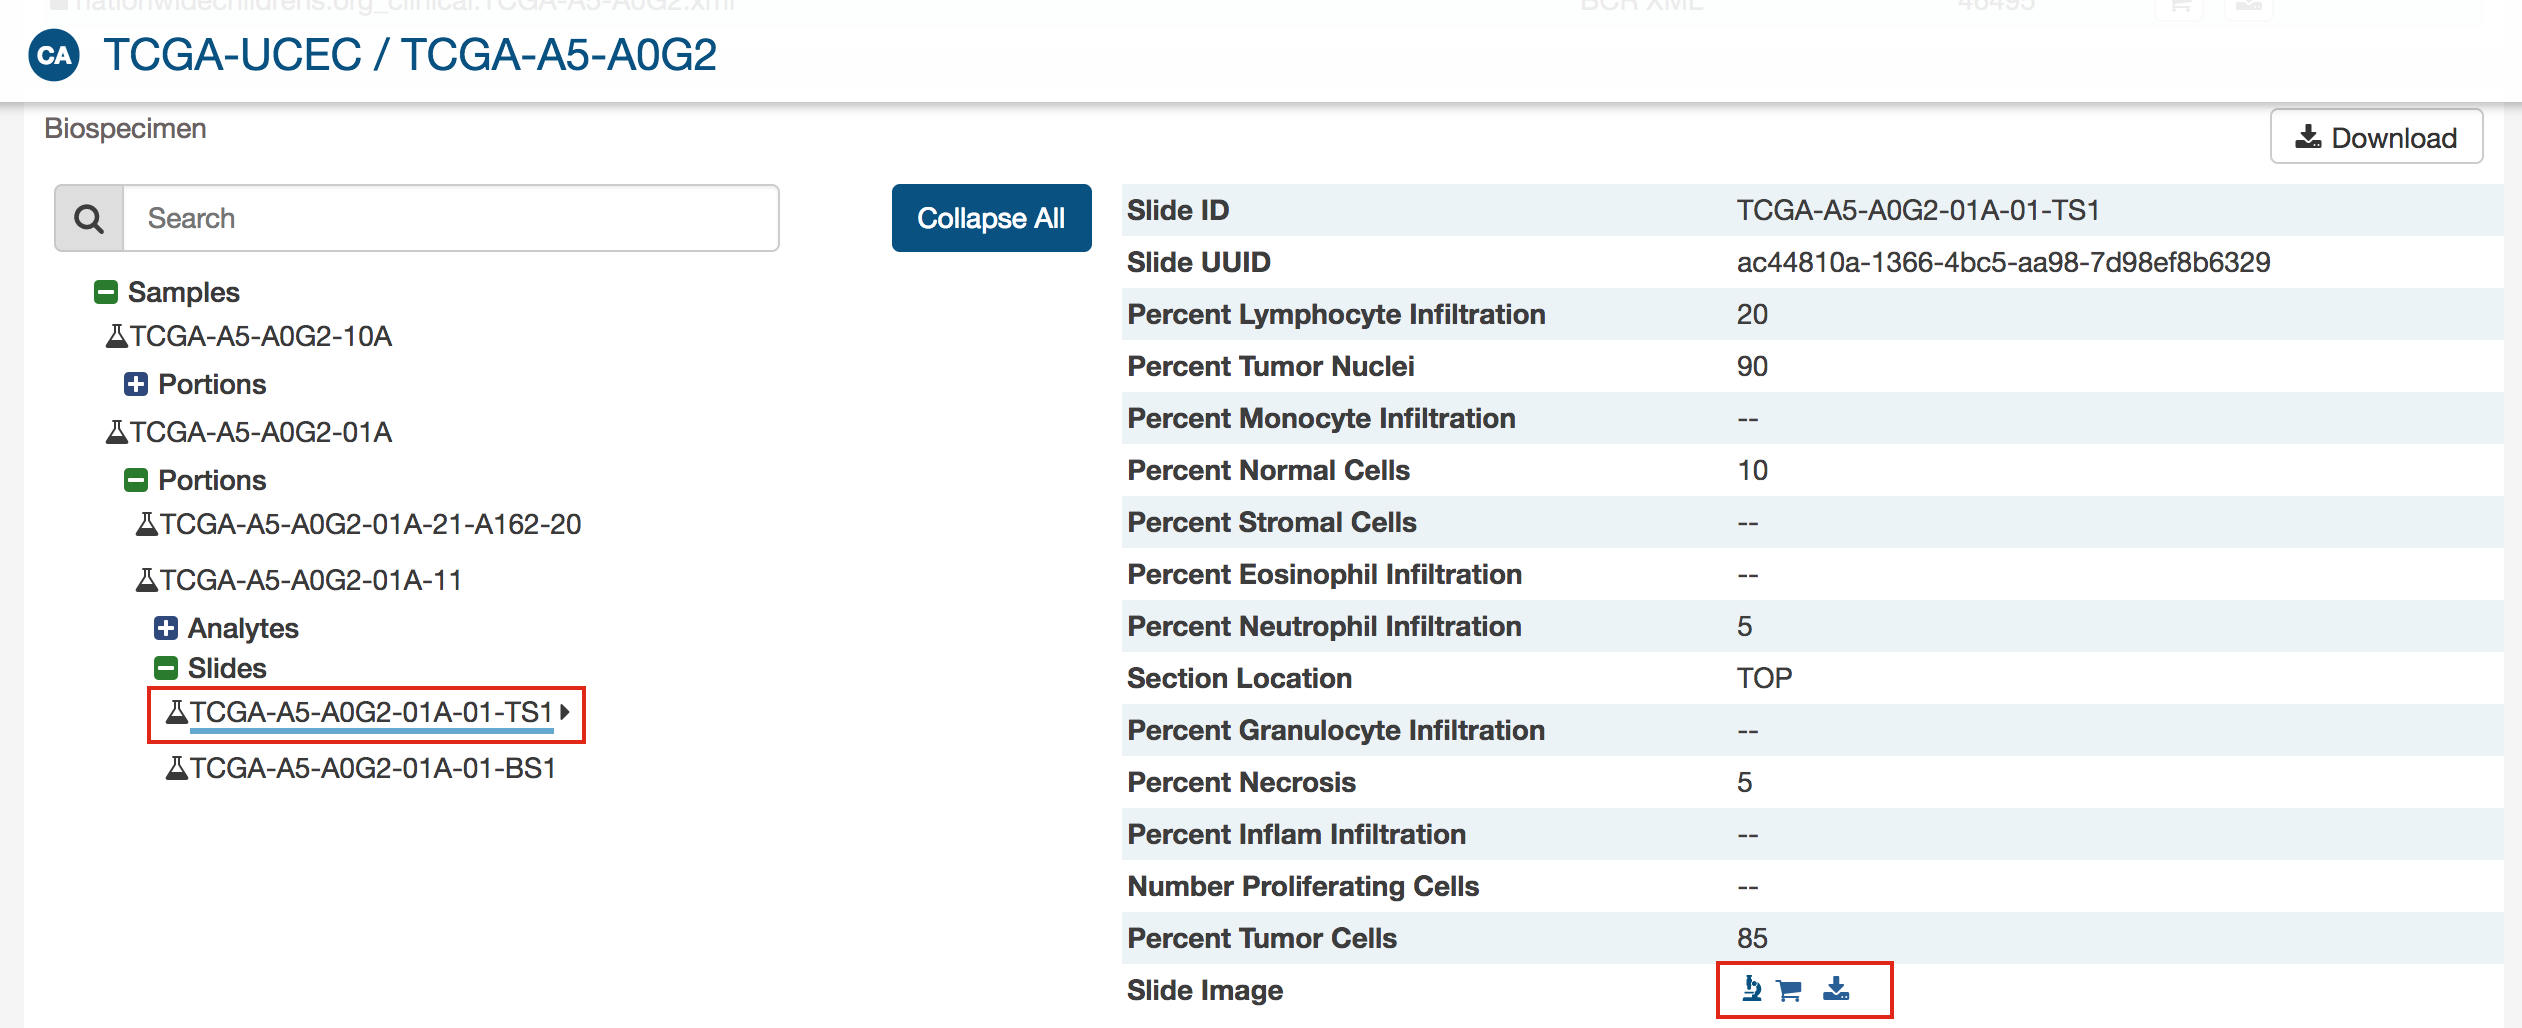 nationwidechildrens.org_clinical.TCGA-A5-A0G2.xml BCR XML 46495
CA TCGA-UCEC / TCGA-A5-A0G2
Biospecimen
Download
Search
Collapse All
Samples
TCGA-A5-A0G2-10A
Portions
TCGA-A5-A0G2-01A
Portions
TCGA-A5-A0G2-01A-21-A162-20
TCGA-A5-A0G2-01A-11
Analytes
Slides
TCGA-A5-A0G2-01A-01-TS1
TCGA-A5-A0G2-01A-01-BS1
Slide ID TCGA-A5-A0G2-01A-01-TS1
Slide UUID ac44810a-1366-4bc5-aa98-7d98ef8b6329
Percent Lymphocyte Infiltration 20
Percent Tumor Nuclei 90
Percent Monocyte Infiltration --
Percent Normal Cells 10
Percent Stromal Cells --
Percent Eosinophil Infiltration --
Percent Neutrophil Infiltration 5
Section Location TOP
Percent Granulocyte Infiltration --
Percent Necrosis 5
Percent Inflam Infiltration --
Number Proliferating Cells --
Percent Tumor Cells 85
Slide Image